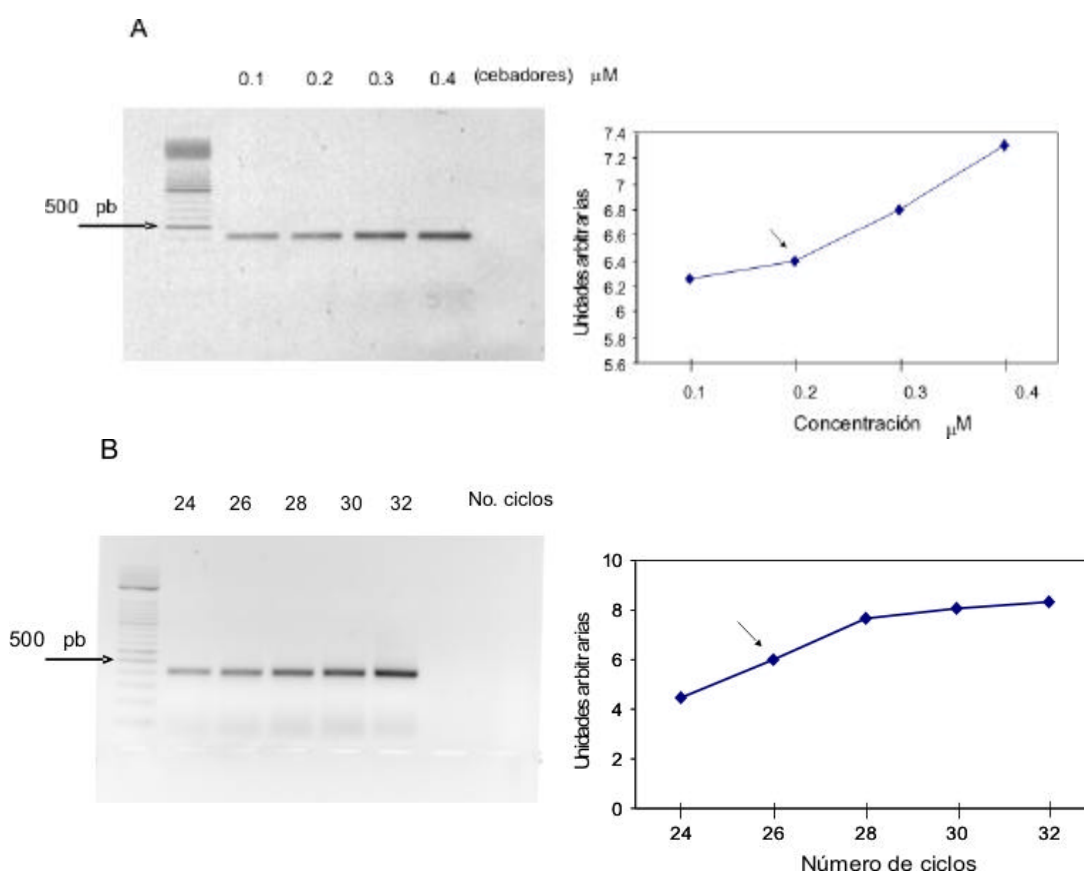 A
0.1 0.2 0.3 0.4 (cebadores) μM
500 pb
7.4
7.2
7
6.8
6.6
6.4
6.2
6
5.8
5.6
Unidades arbitrarias
0.1 0.2 0.3 0.4
Concentración μM
B
24 26 28 30 32 No. ciclos
500 pb
10
8
6
4
2
0
Unidades arbitrarias
24 26 28 30 32
Número de ciclos